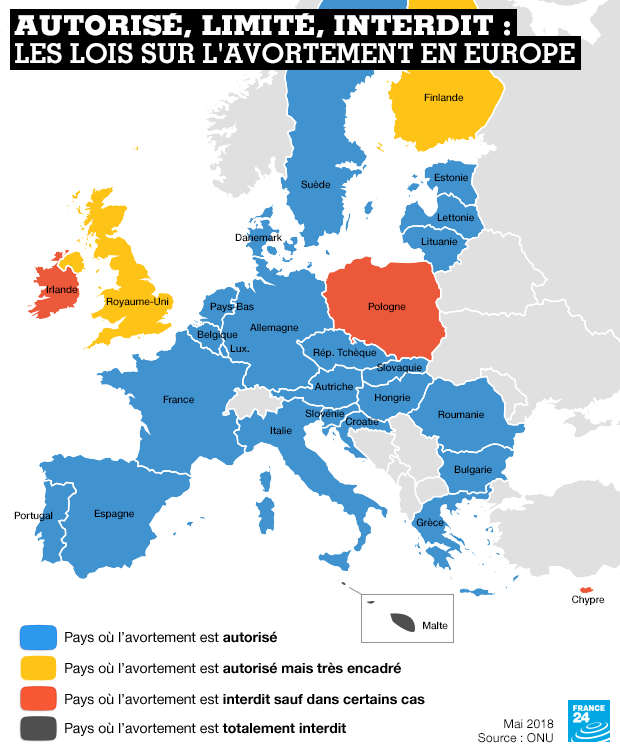 AUTORISÉ, LIMITÉ, INTERDIT :
LES LOIS SUR L'AVORTEMENT EN EUROPE
Finlande
Estonie
Suède
Lettonie
Danemark
Lituanie
Irlande
Royaume-Uni
Pays-Bas
Pologne
Allemagne
Belgique
Lux.
Rép. Tchèque
Slovaquie
Autriche
France
Hongrie
Slovénie
Roumanie
Croatie
Italie
Bulgarie
Portugal
Espagne
Grèce
Chypre
Malte
Pays où l'avortement est autorisé
Pays où l'avortement est autorisé mais très encadré
Pays où l'avortement est interdit sauf dans certains cas
Pays où l'avortement est totalement interdit
Mai 2018
Source : ONU
FRANCE
24